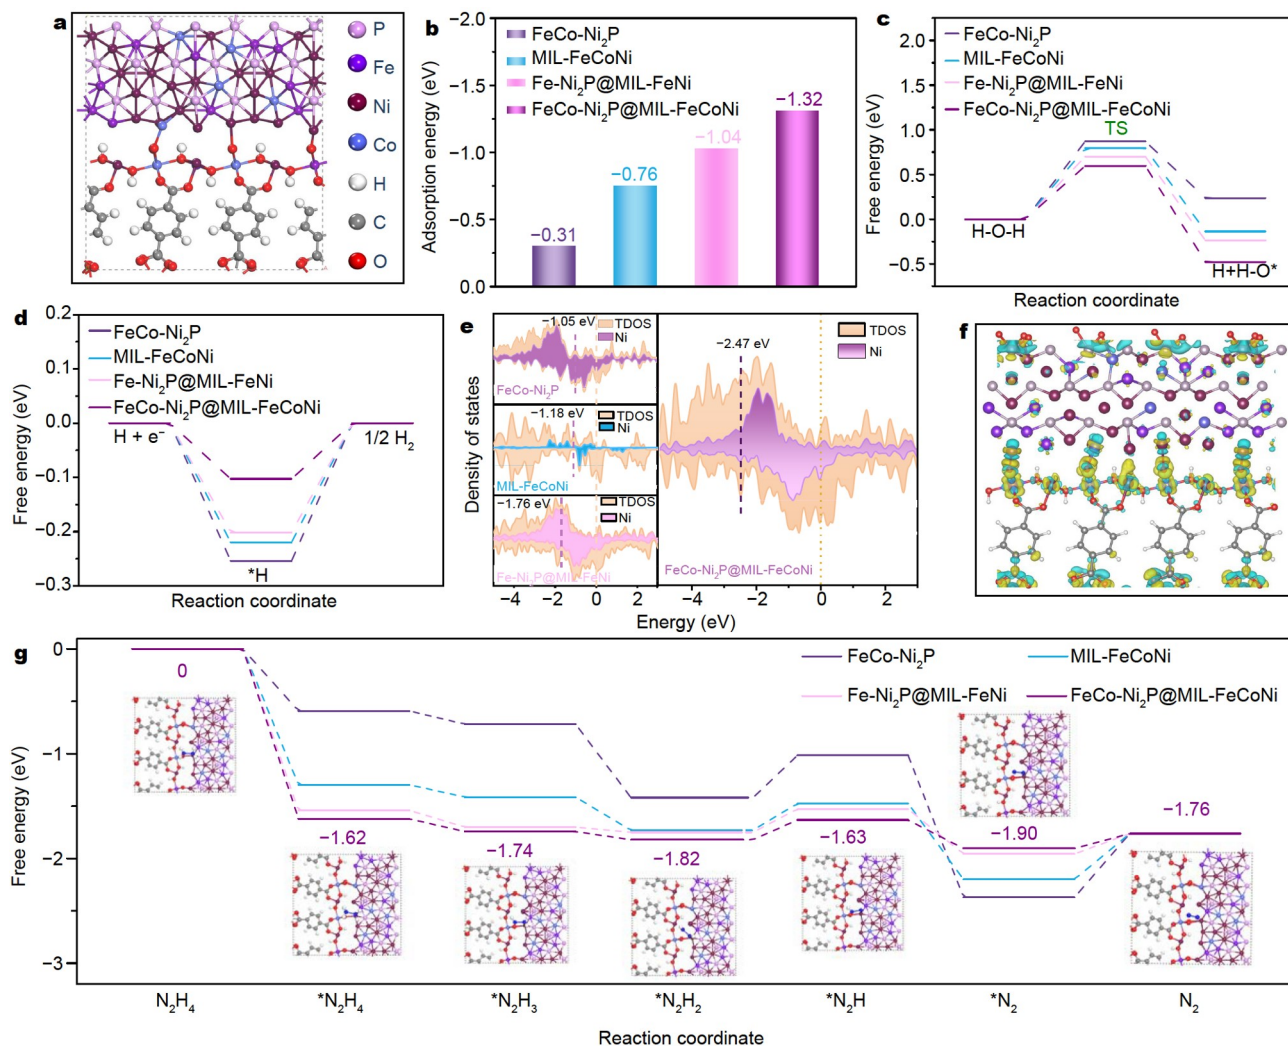 a
P
Fe
Ni
Co
H
C
O
b
Adsorption energy (eV)
−2.0
−1.5
−1.0
−0.5
0.0
FeCo-Ni₂P
MIL-FeCoNi
Fe-Ni₂P@MIL-FeNi
FeCo-Ni₂P@MIL-FeCoNi
−0.31
−0.76
−1.04
−1.32
c
Free energy (eV)
2.0
1.5
1.0
0.5
0.0
−0.5
FeCo-Ni₂P
MIL-FeCoNi
Fe-Ni₂P@MIL-FeNi
FeCo-Ni₂P@MIL-FeCoNi
TS
H-O-H
H+H-O*
Reaction coordinate
d
Free energy (eV)
0.2
0.1
0.0
−0.1
−0.2
−0.3
FeCo-Ni₂P
MIL-FeCoNi
Fe-Ni₂P@MIL-FeNi
FeCo-Ni₂P@MIL-FeCoNi
H + e⁻
1/2 H₂
*H
Reaction coordinate
e
Density of states
−1.05 eV
TDOS
Ni
FeCo-Ni₂P
−1.18 eV
TDOS
Ni
MIL-FeCoNi
−1.76 eV
TDOS
Ni
Fe-Ni₂P@MIL-FeNi
−2.47 eV
TDOS
Ni
FeCo-Ni₂P@MIL-FeCoNi
−4 −2 0 2 −4 −2 0 2
Energy (eV)
f
g
Free energy (eV)
0
−1
−2
−3
FeCo-Ni₂P
MIL-FeCoNi
Fe-Ni₂P@MIL-FeNi
FeCo-Ni₂P@MIL-FeCoNi
0
−1.62
−1.74
−1.82
−1.63
−1.90
−1.76
N₂H₄ *N₂H₄ *N₂H₃ *N₂H₂ *N₂H *N₂ N₂
Reaction coordinate